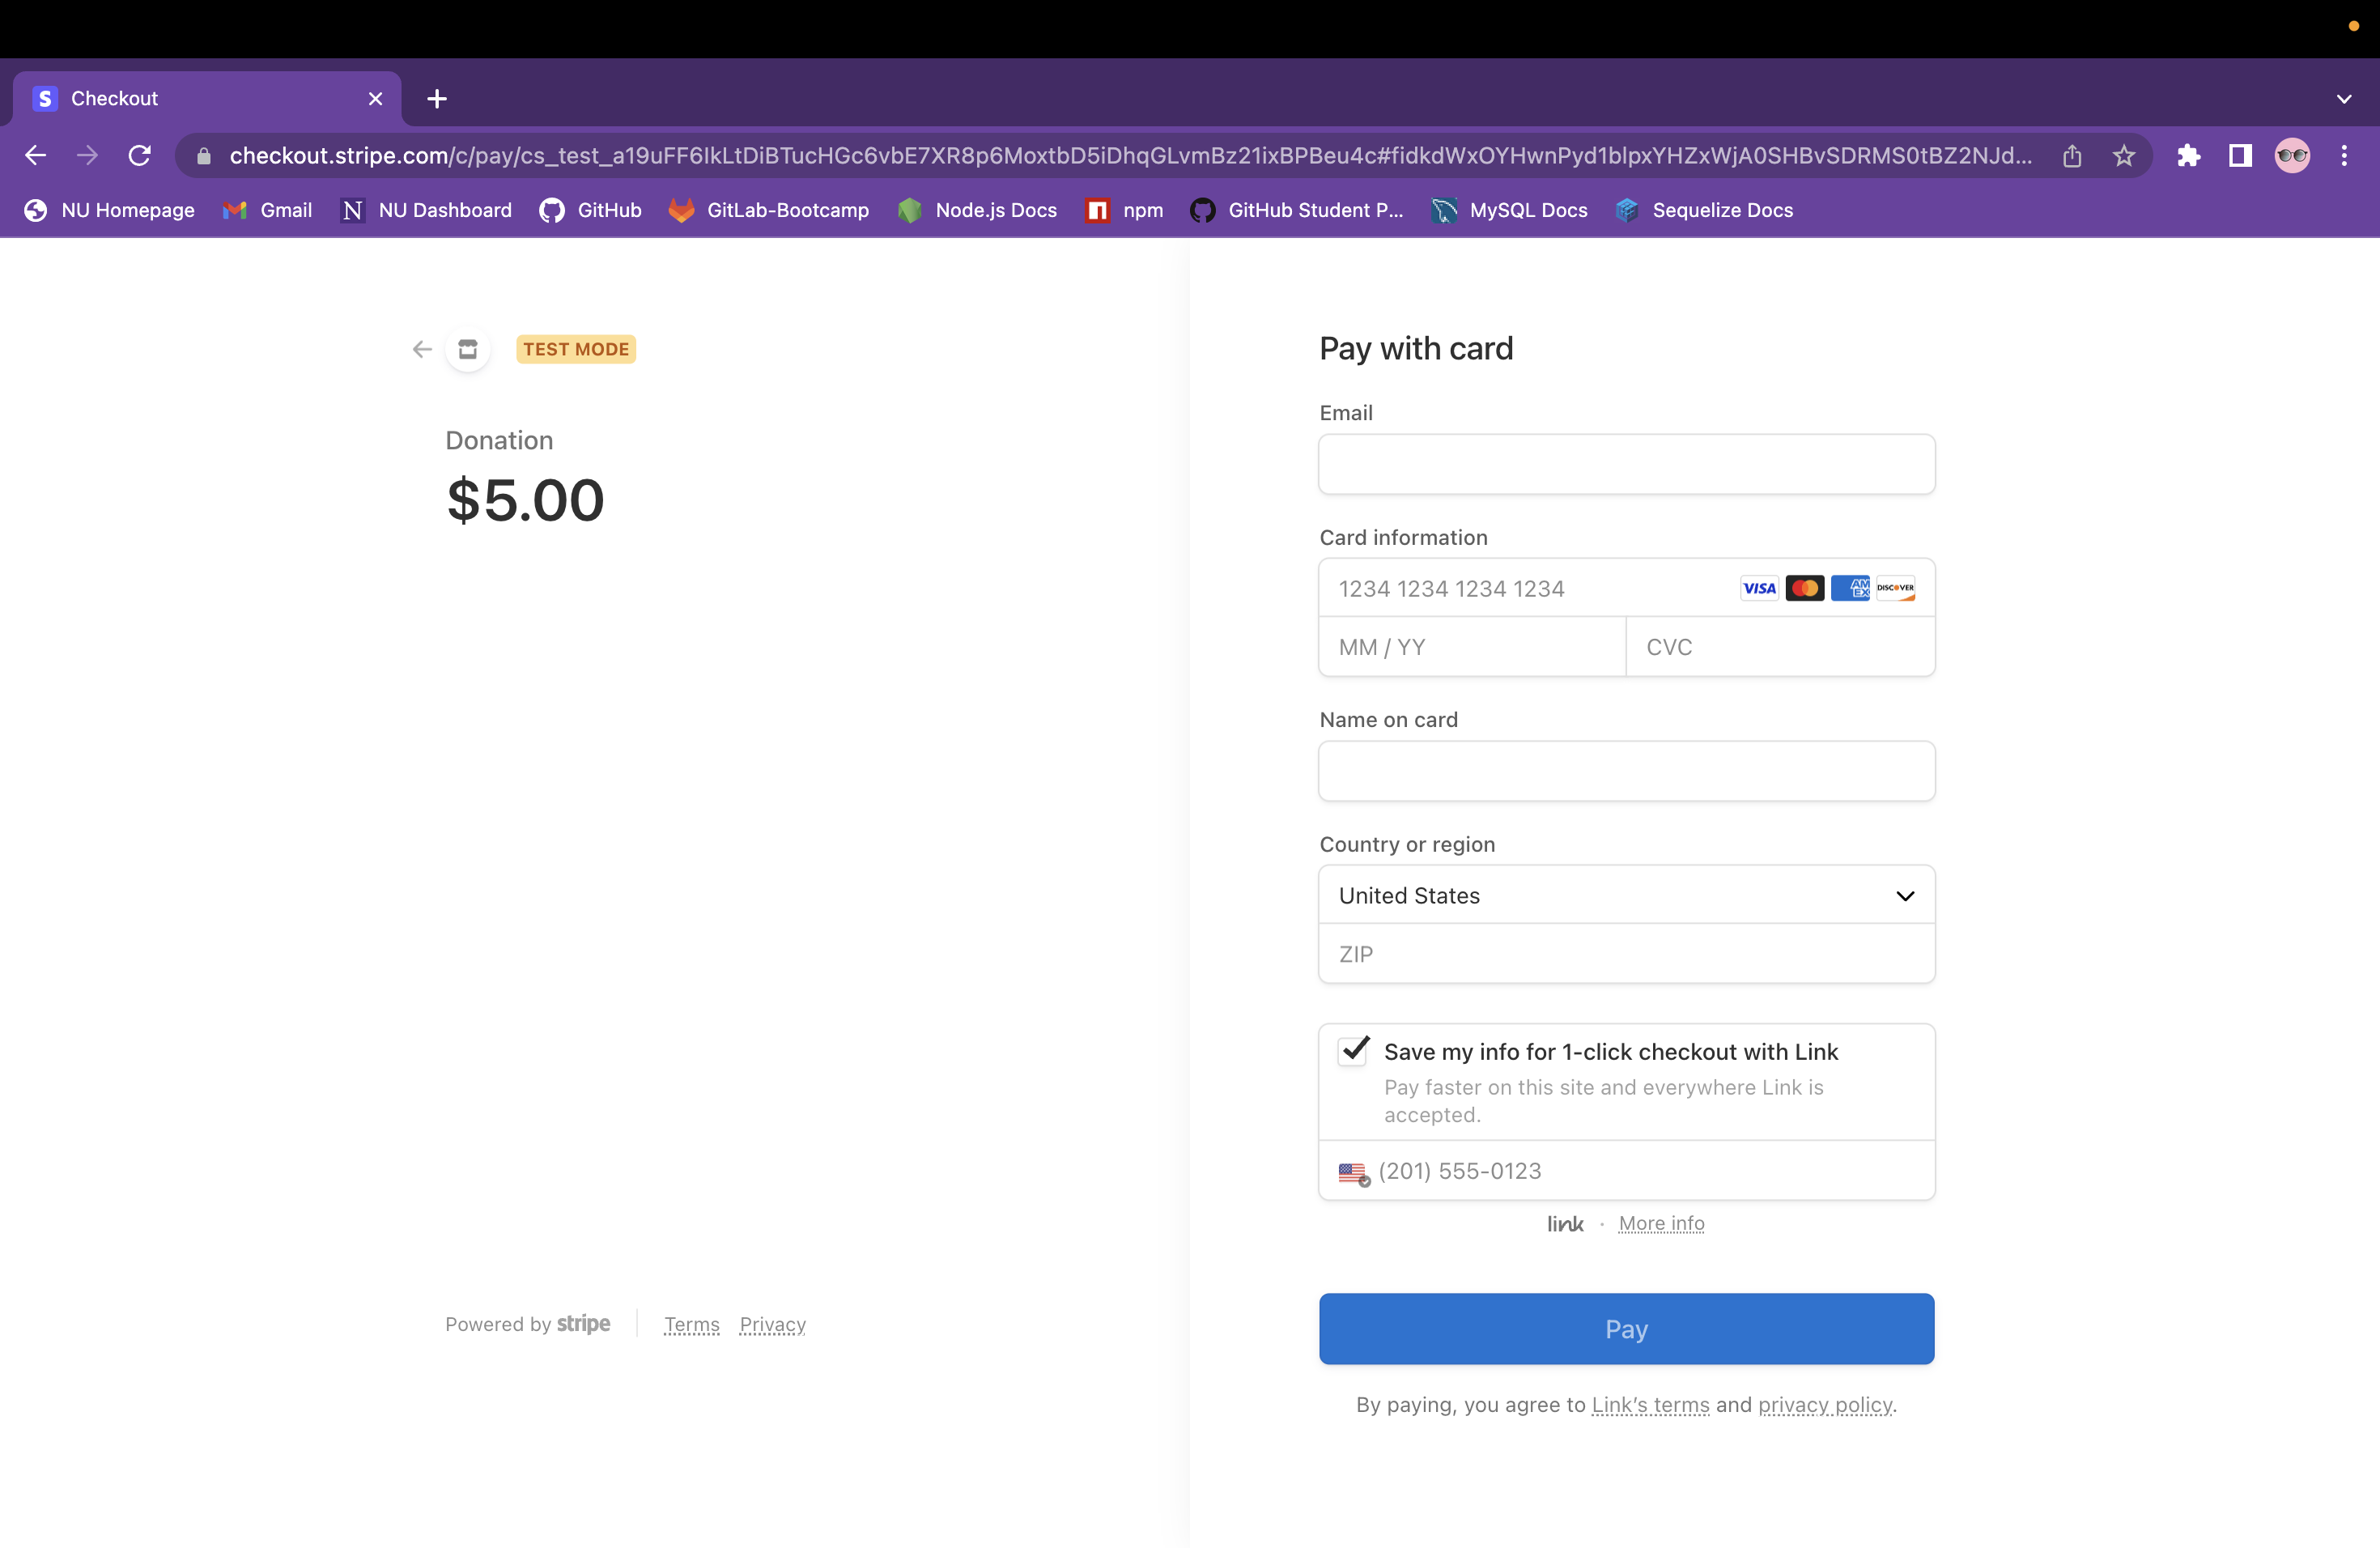 Checkout
checkout.stripe.com/c/pay/cs_test_a19uFF6IkLtDiBTucHGc6vbE7XR8p6MoxtbD5iDhqGLvmBz21ixBPBeu4c#fidkdWxOYHwnPyd1blpxYHZxWjA0SHBvSDRMS0tBZ2NJd...
NU Homepage
Gmail
NU Dashboard
GitHub
GitLab-Bootcamp
Node.js Docs
npm
GitHub Student P...
MySQL Docs
Sequelize Docs
TEST MODE
Donation
$5.00
Powered by stripe
Terms
Privacy
Pay with card
Email
Card information
1234 1234 1234 1234
VISA
AM EX
DISCOVER
MM / YY
CVC
Name on card
Country or region
United States
ZIP
Save my info for 1-click checkout with Link
Pay faster on this site and everywhere Link is
accepted.
(201) 555-0123
link · More info
Pay
By paying, you agree to Link’s terms and privacy policy.